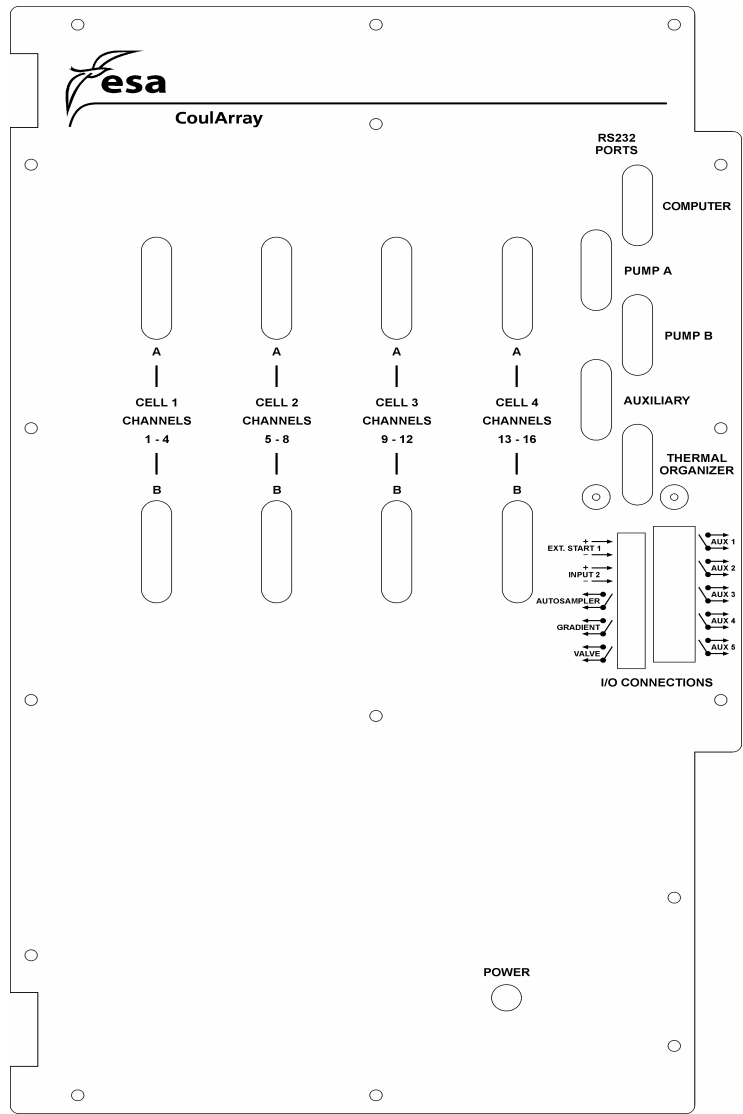 esa
CoulArray
RS232
PORTS
COMPUTER
PUMP A
PUMP B
AUXILIARY
THERMAL
ORGANIZER
A
A
A
A
CELL 1
CHANNELS
1 - 4
CELL 2
CHANNELS
5 - 8
CELL 3
CHANNELS
9 - 12
CELL 4
CHANNELS
13 - 16
B
B
B
B
+
EXT. START 1
−
+
INPUT 2
−
AUTOSAMPLER
GRADIENT
VALVE
AUX 1
AUX 2
AUX 3
AUX 4
AUX 5
I/O CONNECTIONS
POWER